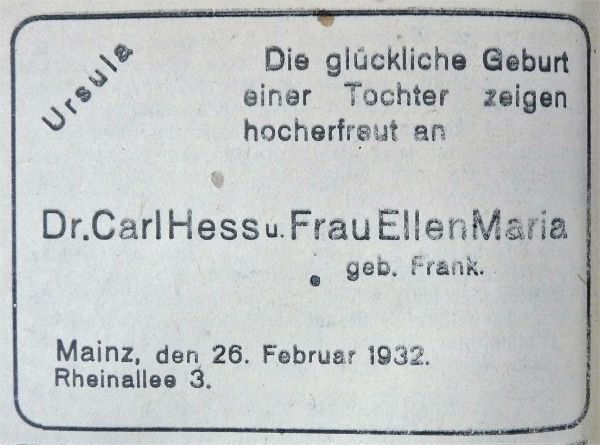 Ursula
Die glückliche Geburt
einer Tochter zeigen
hocherfreut an
Dr. Carl Hess u. Frau Ellen Maria
geb. Frank.
Mainz, den 26. Februar 1932.
Rheinallee 3.